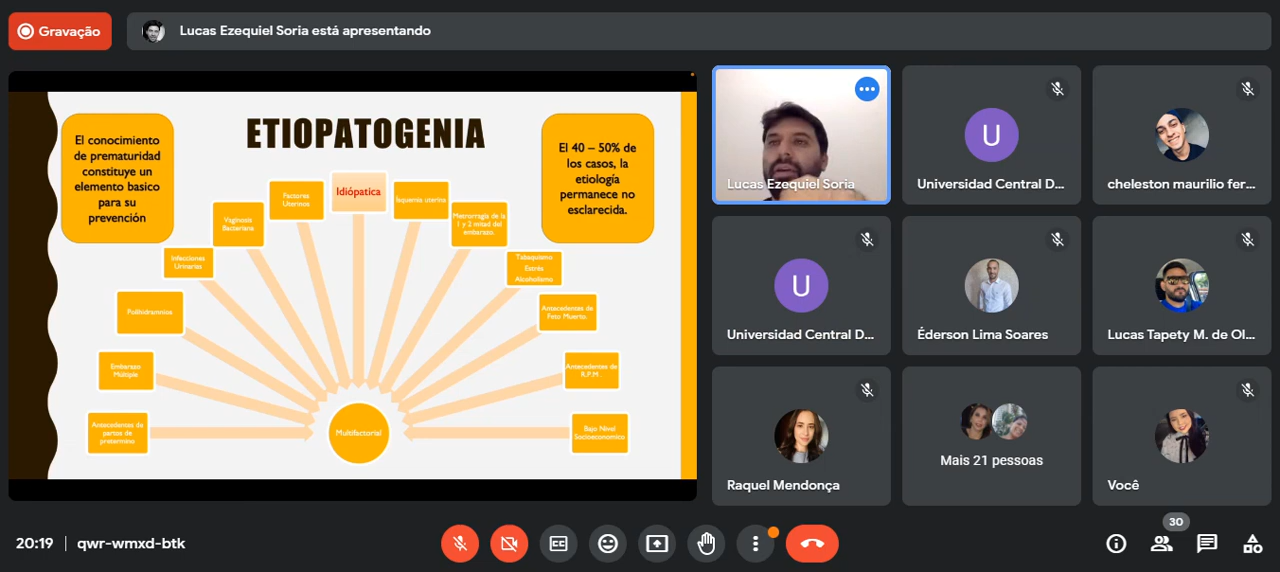 Gravação
Lucas Ezequiel Soria está apresentando
ETIOPATOGENIA
El conocimiento
de prematuridad
constituye un
elemento basico
para su
prevención
El 40 – 50% de
los casos, la
etiología
permanece no
esclarecida.
Antecedentes de
partos de
pretermino
Embarazo
Múltiple
Polihidramnios
Infecciones
Urinarias
Vaginosis
Bacteriana
Factores
Uterinos
Idiópatica
Isquemia uterina
Metrorragia de la
1 y 2 mitad del
embarazo.
Tabaquismo
Estrés
Alcoholismo
Antecedentes de
Feto Muerto.
Antecedentes de
R.P.M .
Bajo Nivel
Socioeconomico
Multifactorial
Lucas Ezequiel Soria
U
Universidad Central D...
cheleston maurilio fer...
U
Universidad Central D...
Éderson Lima Soares
Lucas Tapety M. de Ol...
Raquel Mendonça
Mais 21 pessoas
Você
20:19
qwr-wmxd-btk
CC
30